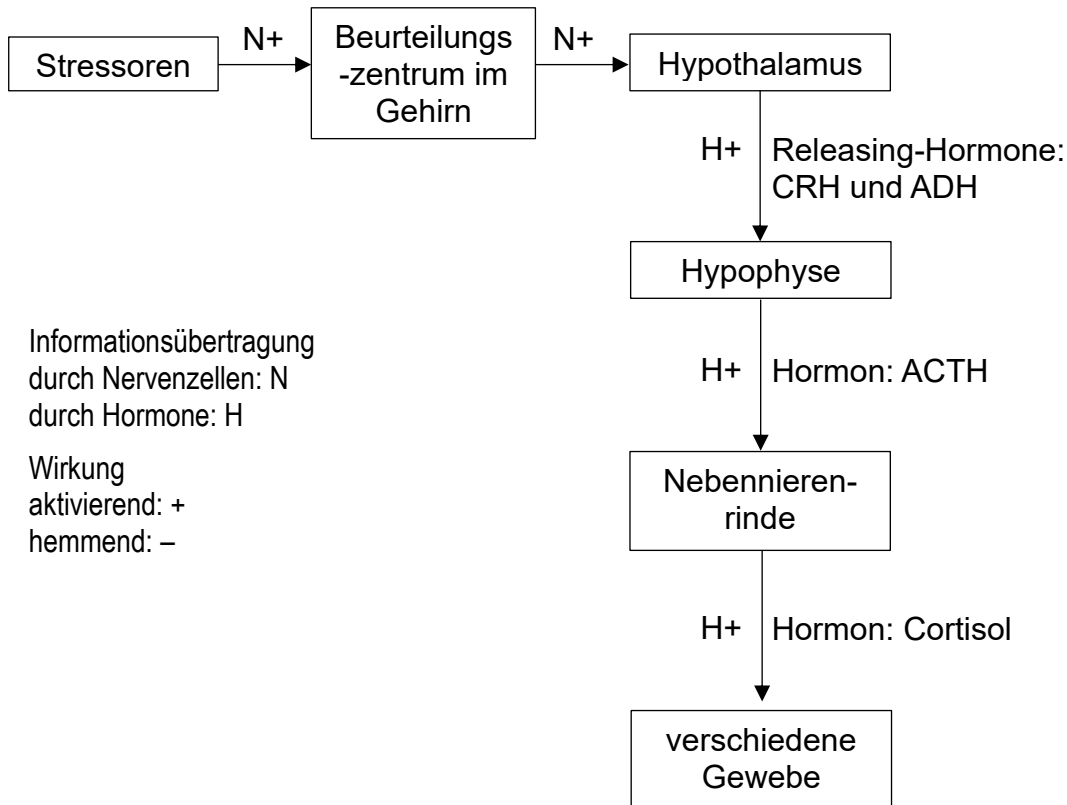 Stressoren
N+
Beurteilungs
-zentrum im
Gehirn
N+
Hypothalamus
H+
Releasing-Hormone:
CRH und ADH
Hypophyse
Informationsübertragung
durch Nervenzellen: N
durch Hormone: H
Wirkung
aktivierend: +
hemmend: –
H+
Hormon: ACTH
Nebennieren-
rinde
H+
Hormon: Cortisol
verschiedene
Gewebe